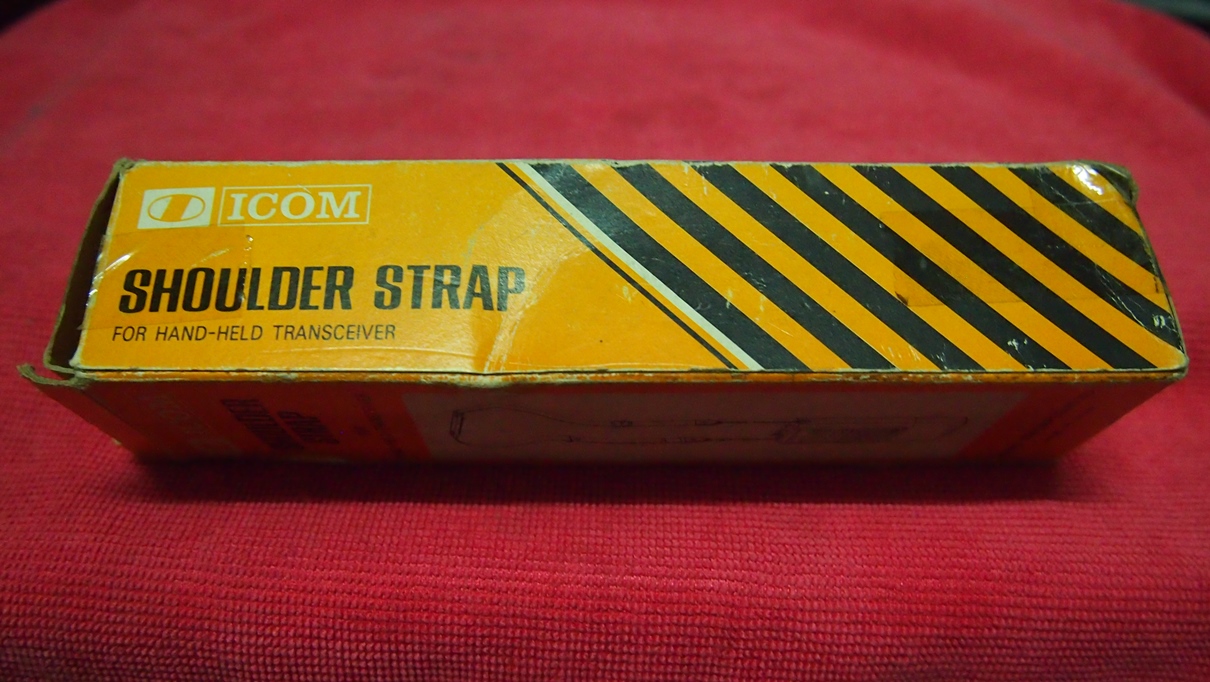 ICOM
SHOULDER STRAP
FOR HAND-HELD TRANSCEIVER